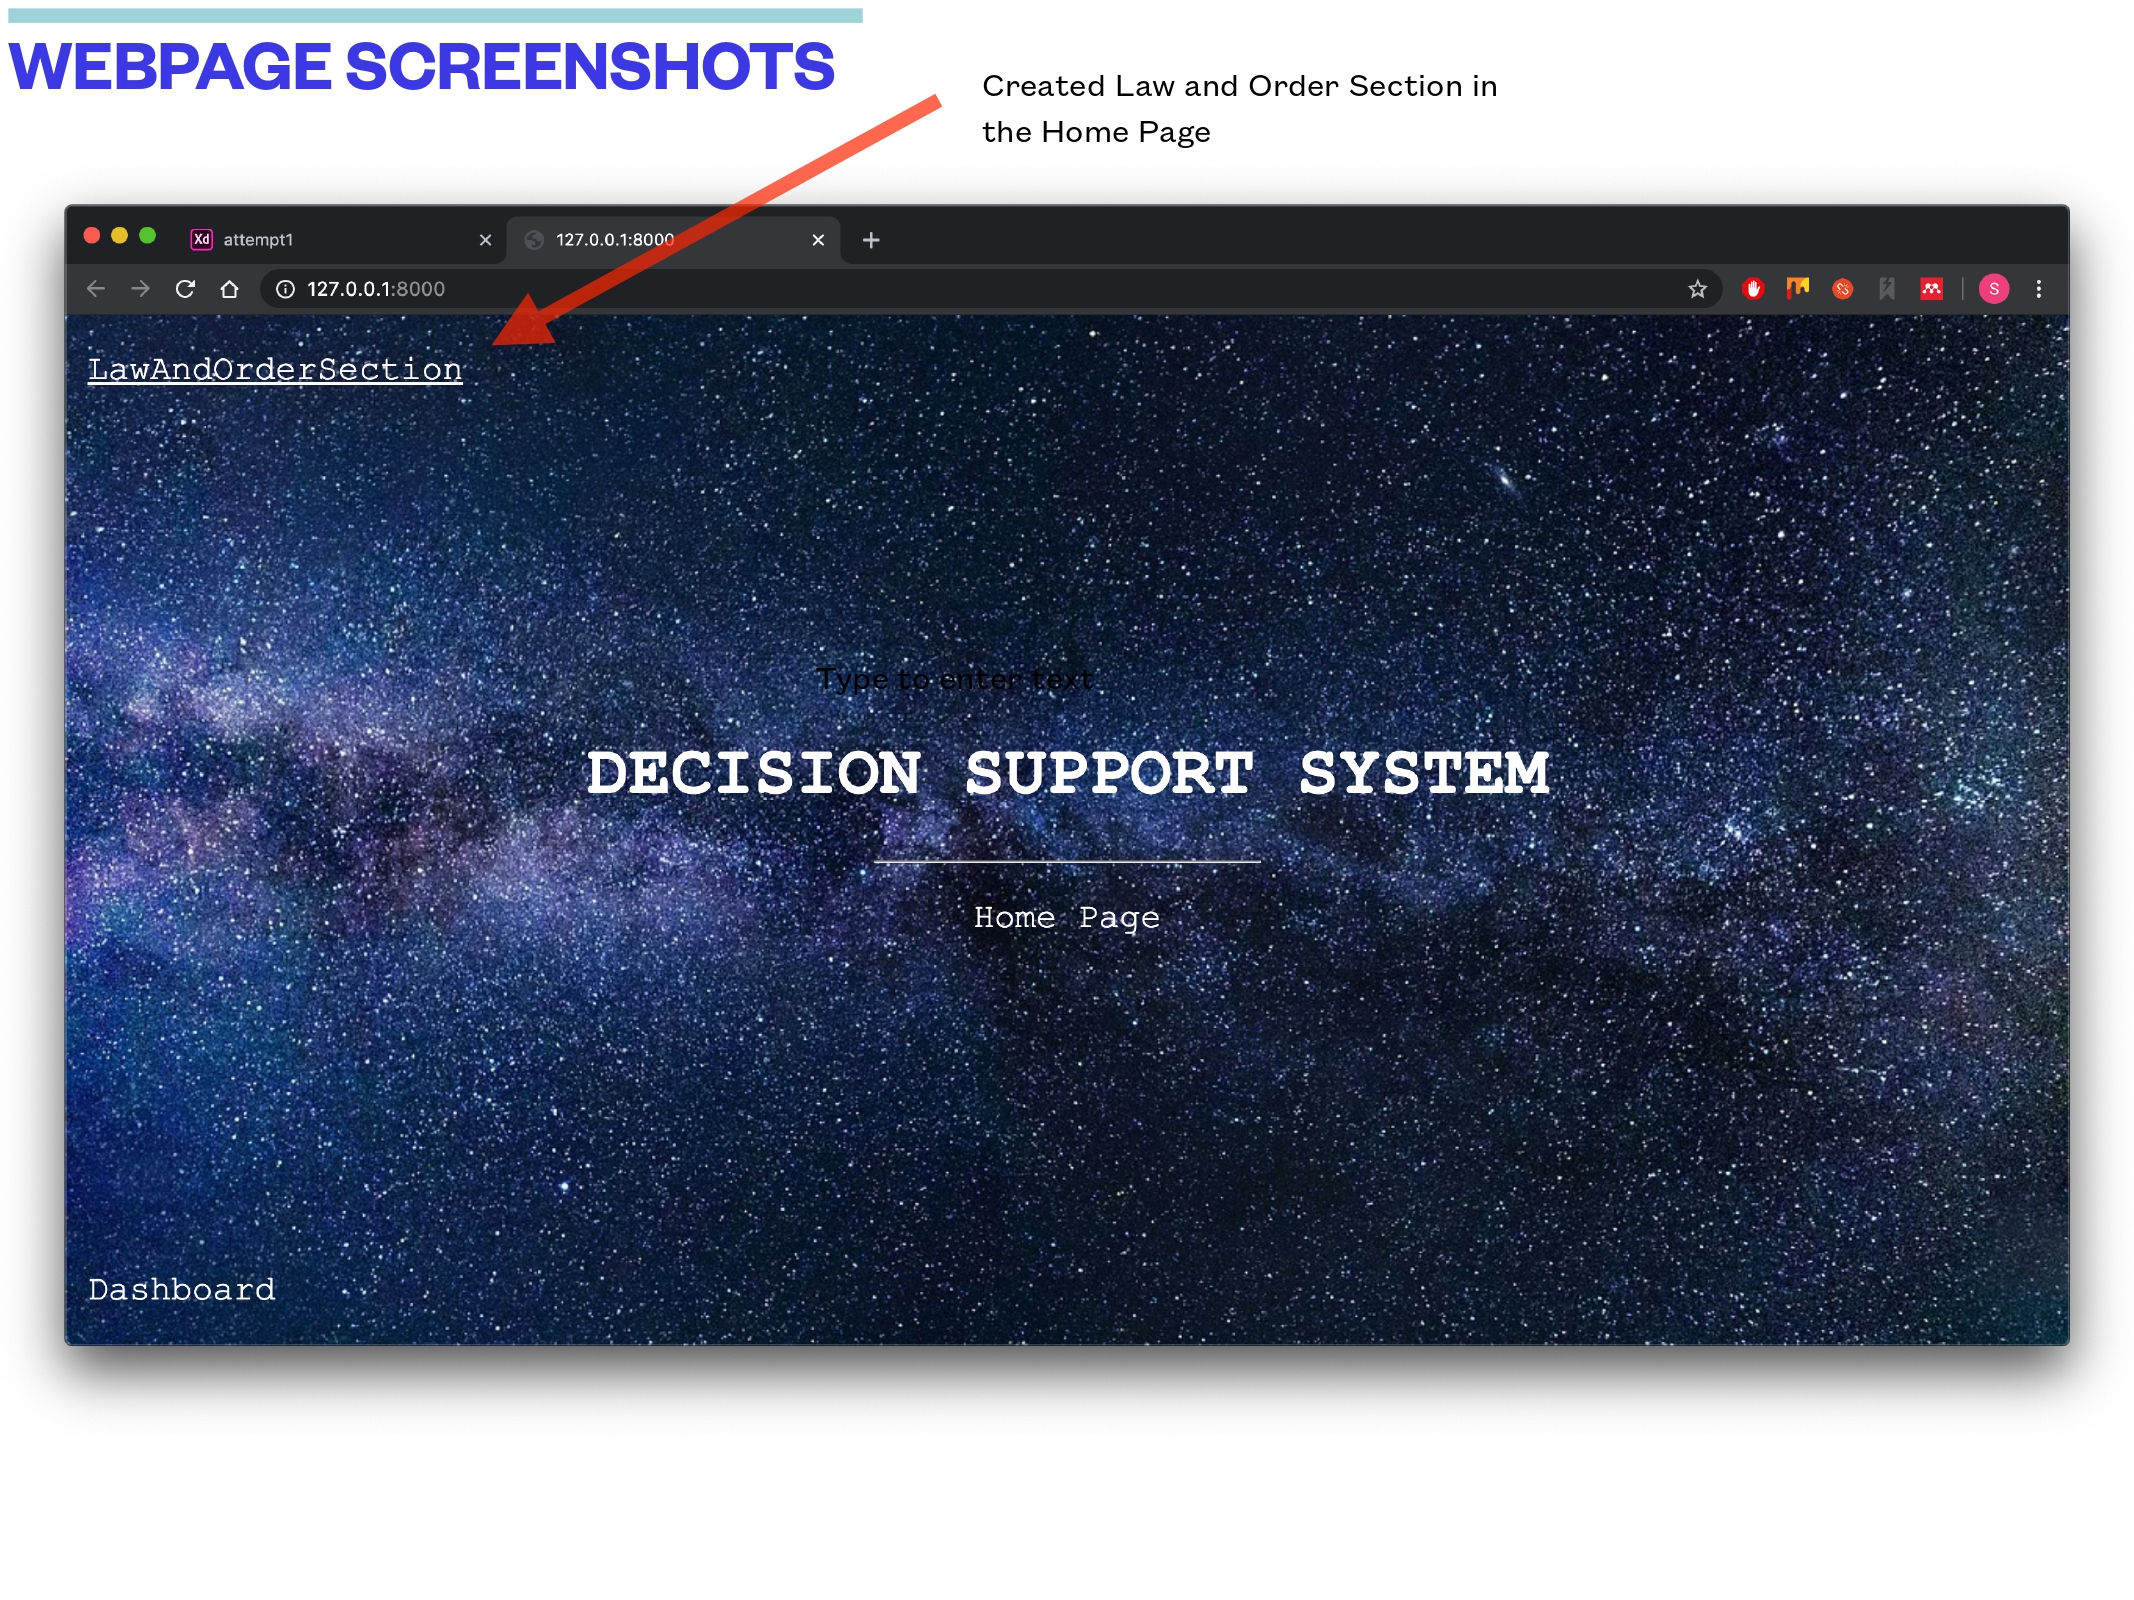 WEBPAGE SCREENSHOTS
Created Law and Order Section in
the Home Page
Xd attempt1
127.0.0.1:8000
127.0.0.1:8000
S
LawAndOrderSection
Type to enter text
DECISION SUPPORT SYSTEM
Home Page
Dashboard